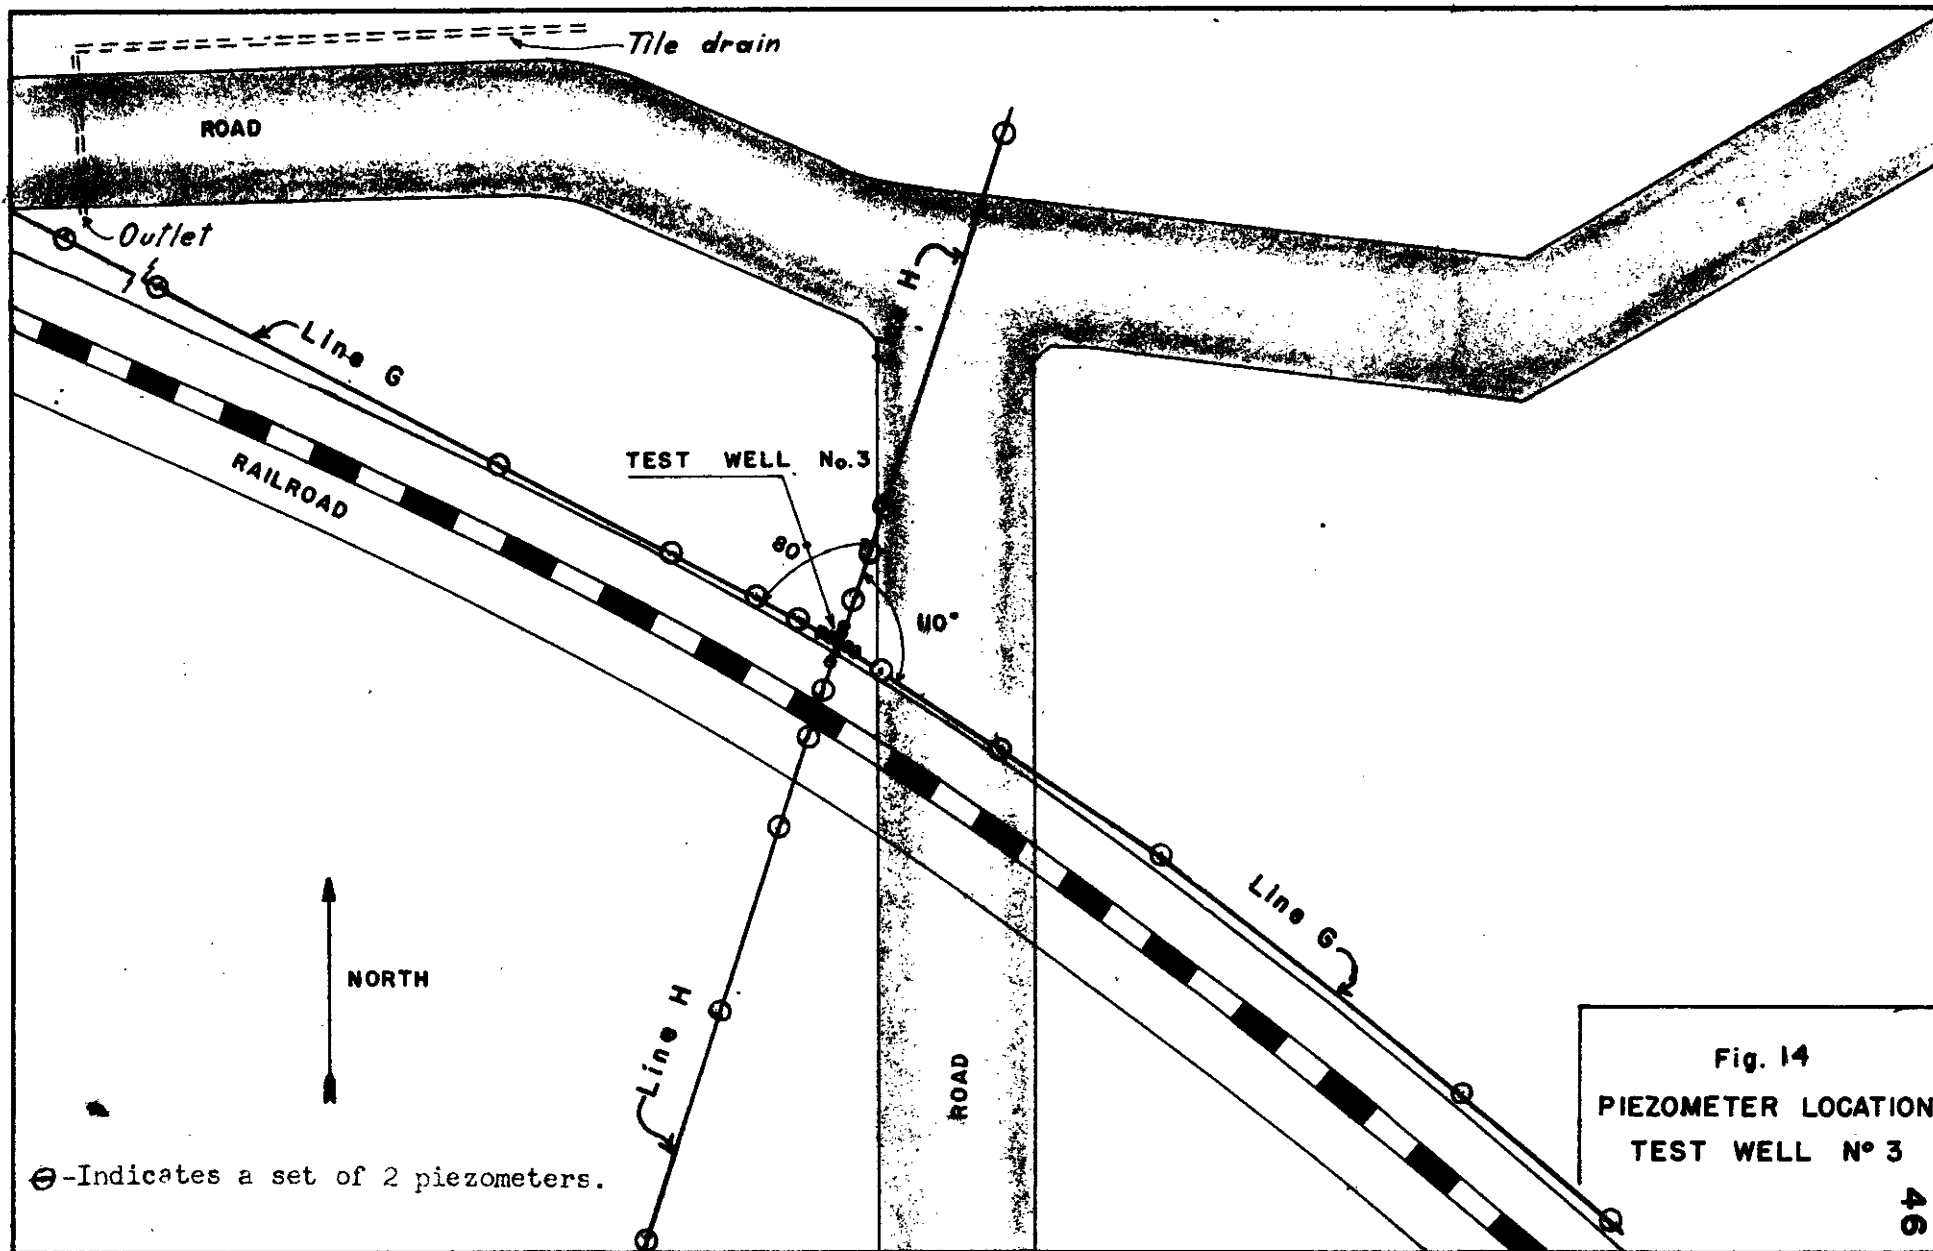 Tile drain
ROAD
Outlet
Line G
H
RAILROAD
TEST WELL No.3
80°
110°
NORTH
Line H
ROAD
Line G
Fig. 14
PIEZOMETER LOCATION
TEST WELL Nº 3
-Indicates a set of 2 piezometers.
46